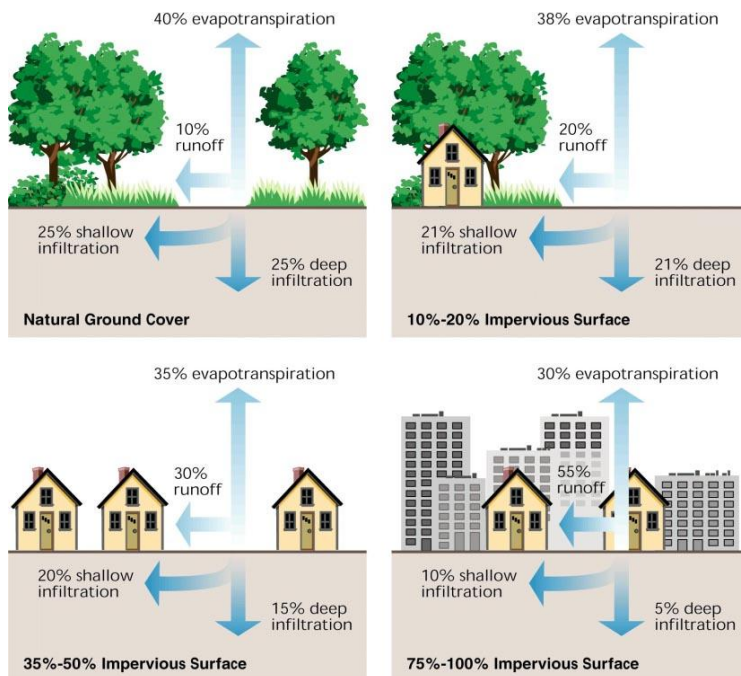 40% evapotranspiration
10%
runoff
25% shallow
infiltration
25% deep
infiltration
Natural Ground Cover
38% evapotranspiration
20%
runoff
21% shallow
infiltration
21% deep
infiltration
10%-20% Impervious Surface
35% evapotranspiration
30%
runoff
20% shallow
infiltration
15% deep
infiltration
35%-50% Impervious Surface
30% evapotranspiration
55%
runoff
10% shallow
infiltration
5% deep
infiltration
75%-100% Impervious Surface